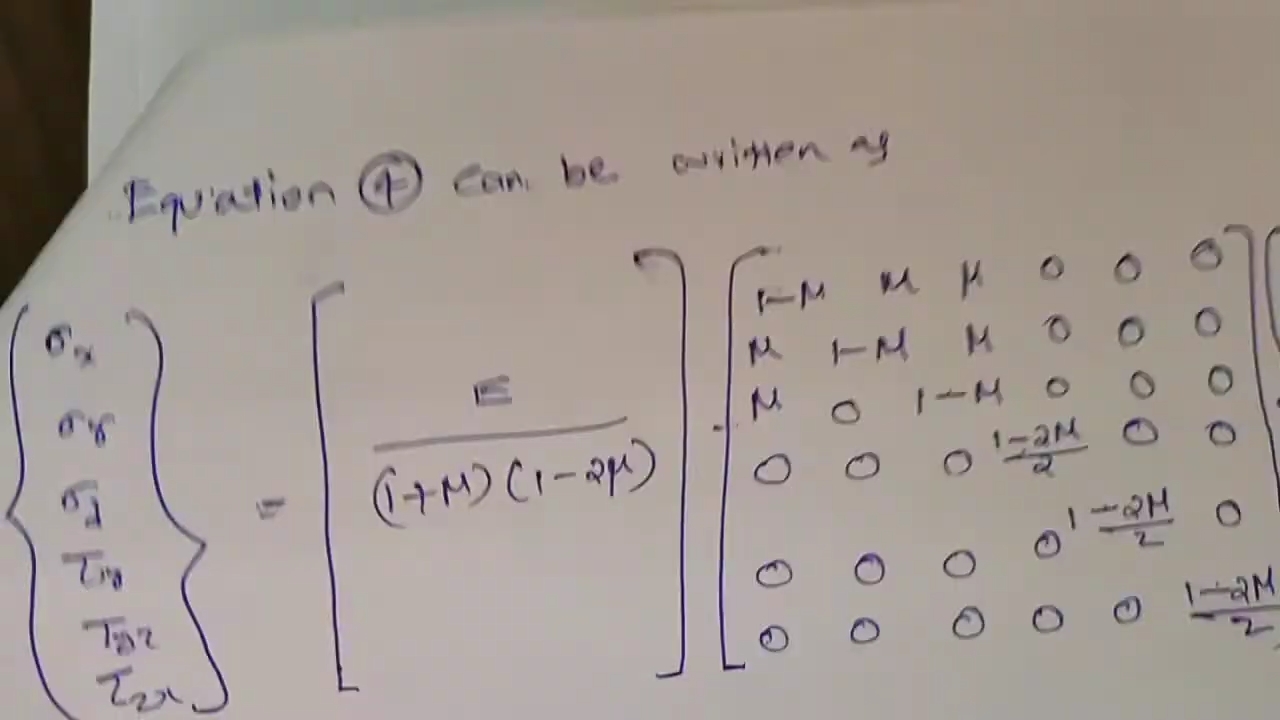 Equation ④ can be written as
{σx σy σz τxy τyz τzx} = [E / (1+μ)(1-2μ)] · [
1-μ μ μ 0 0 0
μ 1-μ μ 0 0 0
μ 0 1-μ 0 0 0
0 0 0 (1-2μ)/2 0 0
0 0 0 0 (1-2μ)/2 0
0 0 0 0 0 (1-2μ)/2
]